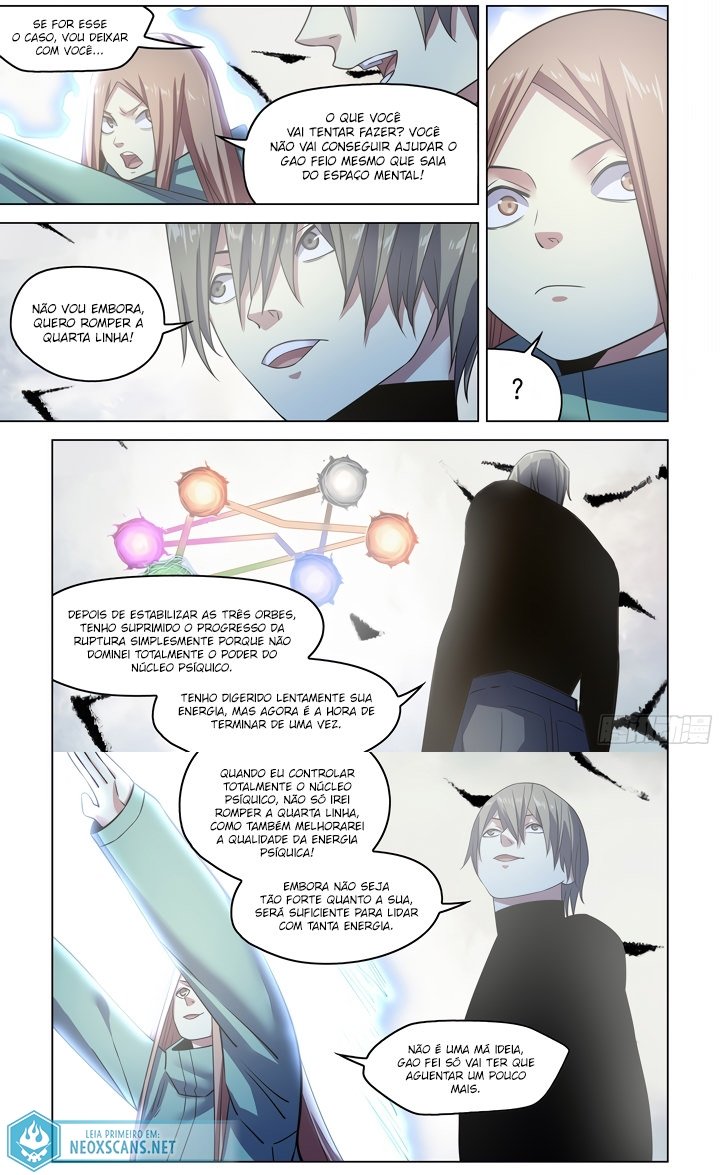 SE FOR ESSE
O CASO, VOU DEIXAR
COM VOCÊ...
O QUE VOCÊ
VAI TENTAR FAZER? VOCÊ
NÃO VAI CONSEGUIR AJUDAR O
GAO FEIO MESMO QUE SAIA
DO ESPAÇO MENTAL!
NÃO VOU EMBORA,
QUERO ROMPER A
QUARTA LINHA!
?
DEPOIS DE ESTABILIZAR AS TRÊS ORBES,
TENHO SUPRIMIDO O PROGRESSO DA
RUPTURA SIMPLESMENTE PORQUE NÃO
DOMINEI TOTALMENTE O PODER DO
NÚCLEO PSÍQUICO.
TENHO DIGERIDO LENTAMENTE SUA
ENERGIA, MAS AGORA É A HORA DE
TERMINAR DE UMA VEZ.
QUANDO EU CONTROLAR
TOTALMENTE O NÚCLEO
PSÍQUICO, NÃO SÓ IREI
ROMPER A QUARTA LINHA,
COMO TAMBÉM MELHORAREI
A QUALIDADE DA ENERGIA
PSÍQUICA!
EMBORA NÃO SEJA
TÃO FORTE QUANTO A SUA,
SERÁ SUFICIENTE PARA LIDAR
COM TANTA ENERGIA.
NÃO É UMA MÁ IDEIA,
GAO FEI SÓ VAI TER QUE
AGUENTAR UM POUCO
MAIS.
LEIA PRIMEIRO EM:
NEOXSCANS.NET